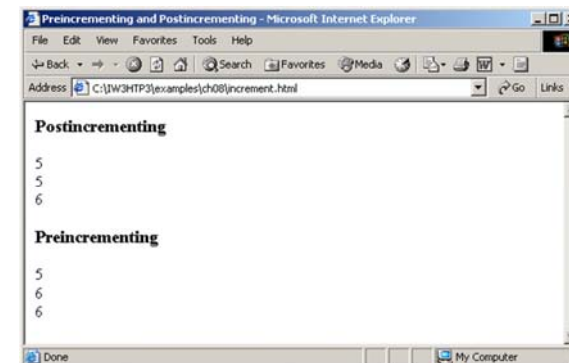 Preincrementing and Postincrementing - Microsoft Internet Explorer
File Edit View Favorites Tools Help
Back Search Favorites Media
Address C:\IW3HTP3\examples\ch08\increment.html Go Links
Postincrementing
5
5
6
Preincrementing
5
6
6
Done My Computer